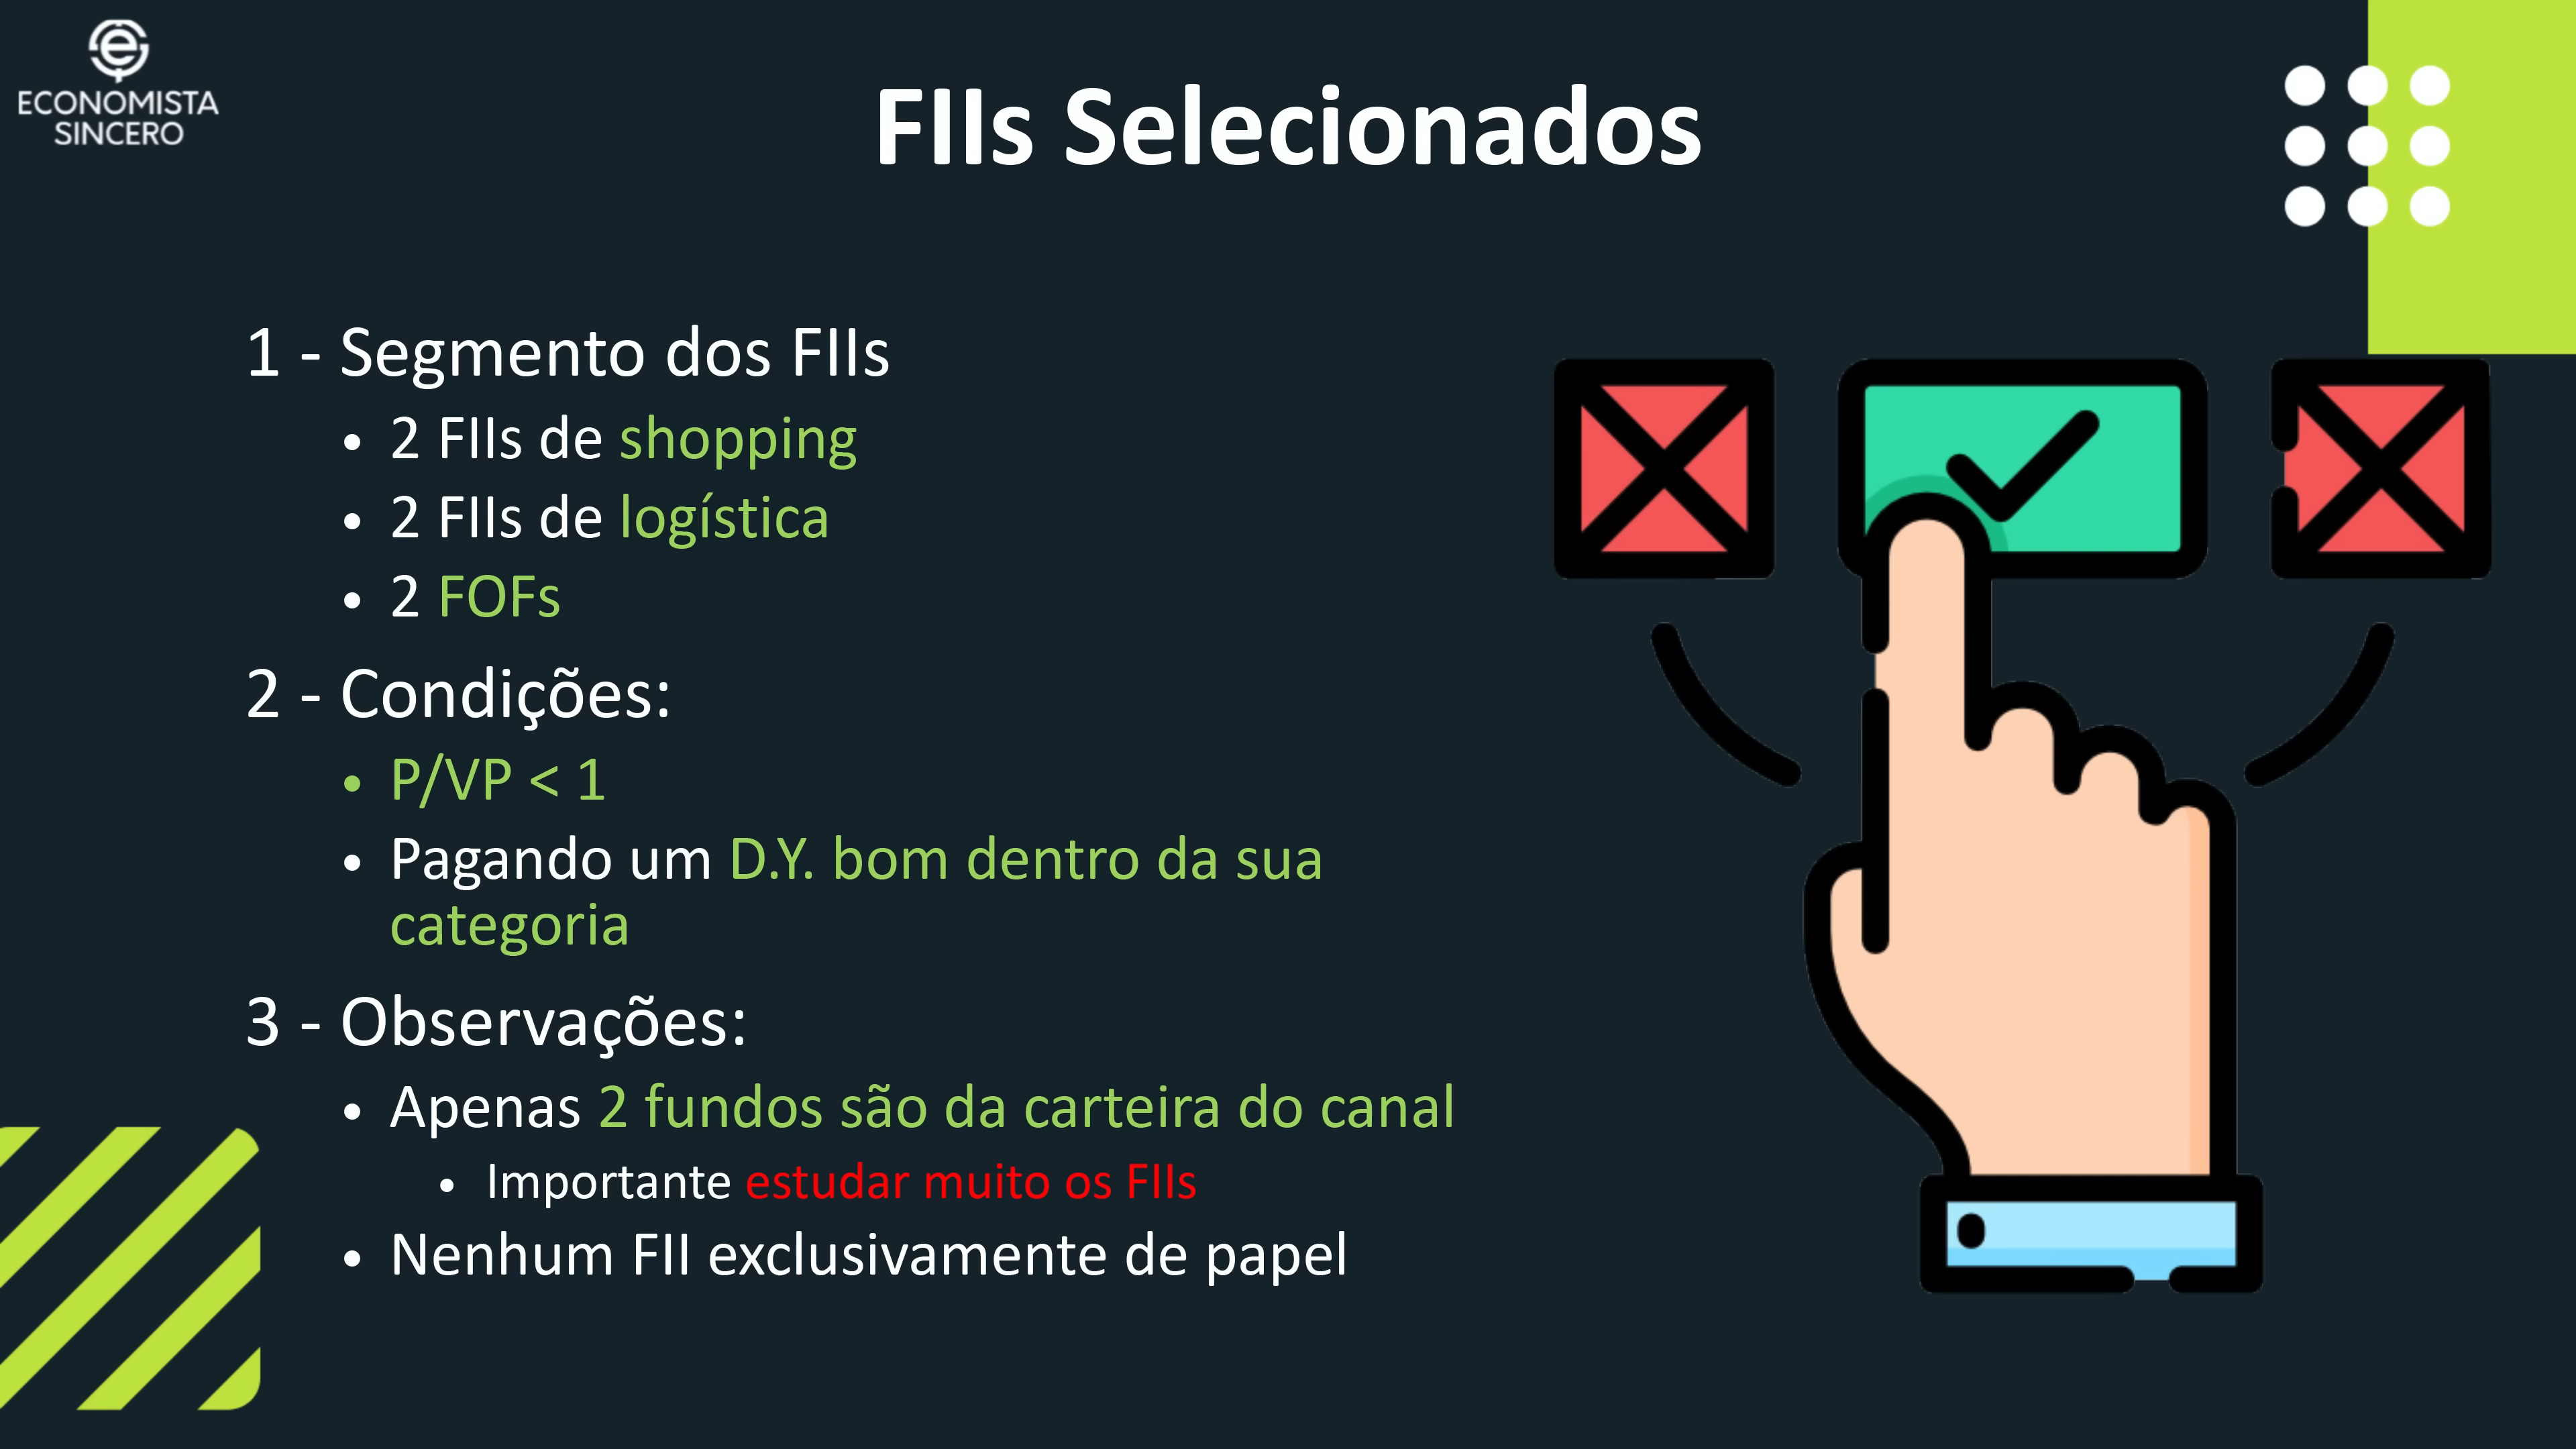 ECONOMISTA
SINCERO
FIIs Selecionados
1 - Segmento dos FIIs
• 2 FIIs de shopping
• 2 FIIs de logística
• 2 FOFs
2 - Condições:
• P/VP < 1
• Pagando um D.Y. bom dentro da sua
categoria
3 - Observações:
• Apenas 2 fundos são da carteira do canal
• Importante estudar muito os FIIs
• Nenhum FII exclusivamente de papel